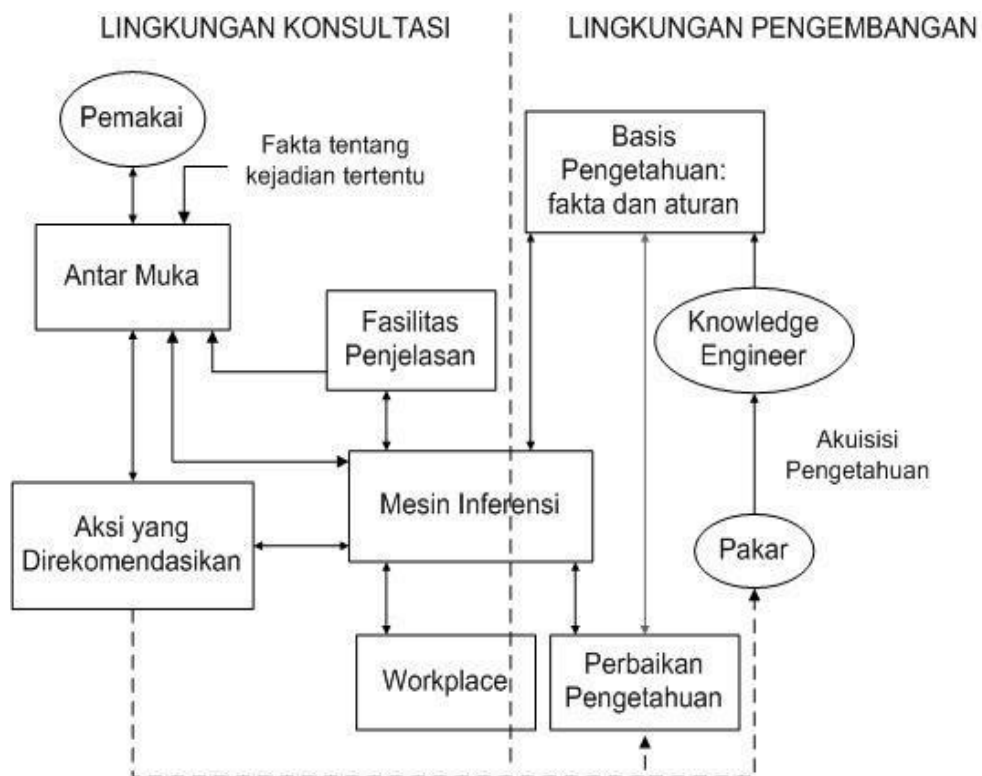 LINGKUNGAN KONSULTASI
LINGKUNGAN PENGEMBANGAN
Pemakai
Fakta tentang
kejadian tertentu
Basis
Pengetahuan:
fakta dan aturan
Antar Muka
Fasilitas
Penjelasan
Knowledge
Engineer
Akuisisi
Pengetahuan
Mesin Inferensi
Aksi yang
Direkomendasikan
Pakar
Workplace
Perbaikan
Pengetahuan